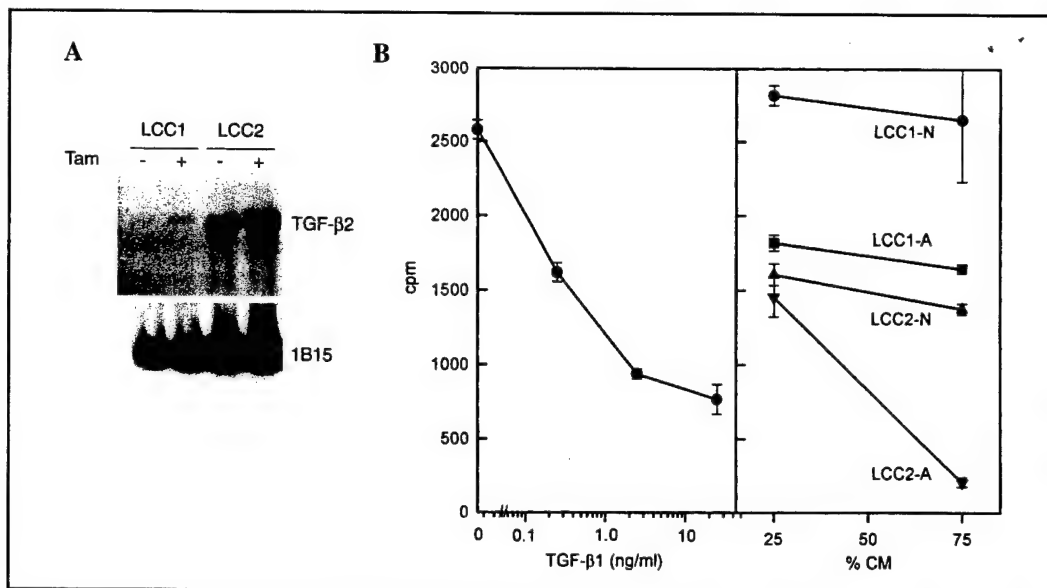 A
LCC1 LCC2
Tam - + - +
TGF-β2
1B15
B
3000
2500
2000
1500
1000
500
0
cpm
0 0.1 1.0 10
TGF-β1 (ng/ml)
LCC1-N
LCC1-A
LCC2-N
LCC2-A
25 50 75
% CM